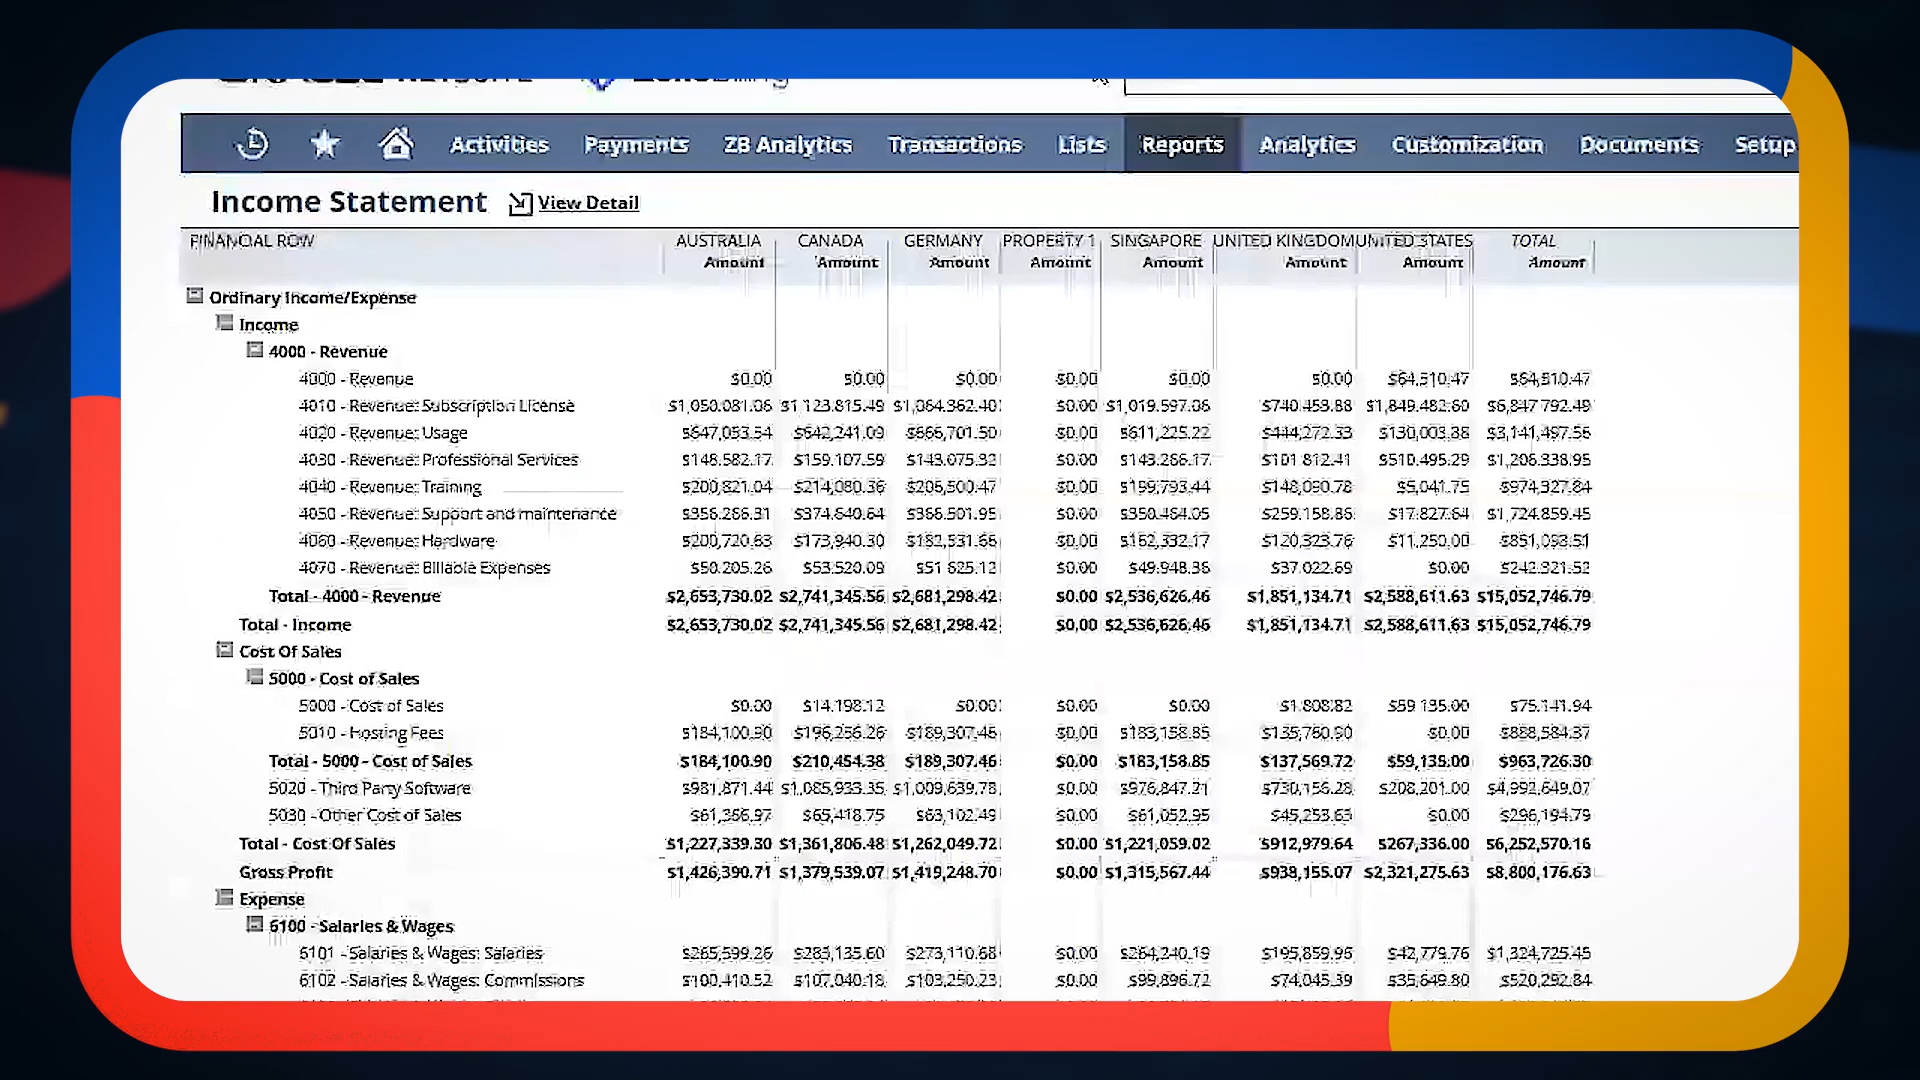 Activities Payments ZB Analytics Transactions Lists Reports Analytics Customization Documents Setup
Income Statement View Detail
FINANCIAL ROW AUSTRALIA CANADA GERMANY PROPERTY 1 SINGAPORE UNITED KINGDOM UNITED STATES TOTAL
Amount Amount Amount Amount Amount Amount Amount Amount
Ordinary Income/Expense
Income
4000 - Revenue
4000 - Revenue $0.00 $0.00 $0.00 $0.00 $0.00 $0.00 $64,510.47 $64,510.47
4010 - Revenue: Subscription License $1,050,081.06 $1,123,815.49 $1,064,362.40 $0.00 $1,019,597.06 $740,453.88 $1,849,482.60 $6,847,792.49
4020 - Revenue: Usage $647,053.54 $642,241.09 $666,701.50 $0.00 $611,225.22 $444,272.33 $130,003.88 $3,141,497.56
4030 - Revenue: Professional Services $148,582.17 $159,107.59 $143,075.32 $0.00 $143,266.17 $101,812.41 $510,495.29 $1,206,338.95
4040 - Revenue: Training $200,821.04 $214,080.36 $206,500.47 $0.00 $199,793.44 $148,090.78 $5,041.75 $974,327.84
4050 - Revenue: Support and maintenance $356,266.31 $374,640.64 $366,501.95 $0.00 $350,464.05 $259,158.86 $17,827.64 $1,724,859.45
4060 - Revenue: Hardware $200,720.63 $173,940.30 $182,531.66 $0.00 $162,332.17 $120,323.76 $11,250.00 $851,098.51
4070 - Revenue: Billable Expenses $50,205.26 $53,520.09 $51,625.12 $0.00 $49,948.36 $37,022.69 $0.00 $242,321.52
Total - 4000 - Revenue $2,653,730.02 $2,741,345.56 $2,681,298.42 $0.00 $2,536,626.46 $1,851,134.71 $2,588,611.63 $15,052,746.79
Total - Income $2,653,730.02 $2,741,345.56 $2,681,298.42 $0.00 $2,536,626.46 $1,851,134.71 $2,588,611.63 $15,052,746.79
Cost Of Sales
5000 - Cost of Sales
5000 - Cost of Sales $0.00 $14,198.12 $0.00 $0.00 $0.00 $1,808.82 $59,135.00 $75,141.94
5010 - Hosting Fees $184,100.90 $196,256.26 $189,307.46 $0.00 $183,158.85 $135,760.90 $0.00 $888,584.37
Total - 5000 - Cost of Sales $184,100.90 $210,454.38 $189,307.46 $0.00 $183,158.85 $137,569.72 $59,135.00 $963,726.30
5020 - Third Party Software $981,871.44 $1,085,933.35 $1,009,639.78 $0.00 $976,847.21 $730,156.28 $208,201.00 $4,992,649.07
5030 - Other Cost of Sales $61,366.97 $65,418.75 $63,102.49 $0.00 $61,052.95 $45,253.63 $0.00 $296,194.79
Total - Cost Of Sales $1,227,339.30 $1,361,806.48 $1,262,049.72 $0.00 $1,221,059.02 $912,979.64 $267,336.00 $6,252,570.16
Gross Profit $1,426,390.71 $1,379,539.07 $1,419,248.70 $0.00 $1,315,567.44 $938,155.07 $2,321,275.63 $8,800,176.63
Expense
6100 - Salaries & Wages
6101 - Salaries & Wages: Salaries $265,599.26 $283,135.60 $273,110.68 $0.00 $264,240.19 $195,859.96 $42,779.76 $1,324,725.45
6102 - Salaries & Wages: Commissions $100,410.52 $107,040.18 $103,250.23 $0.00 $99,896.72 $74,045.39 $35,649.80 $520,292.84